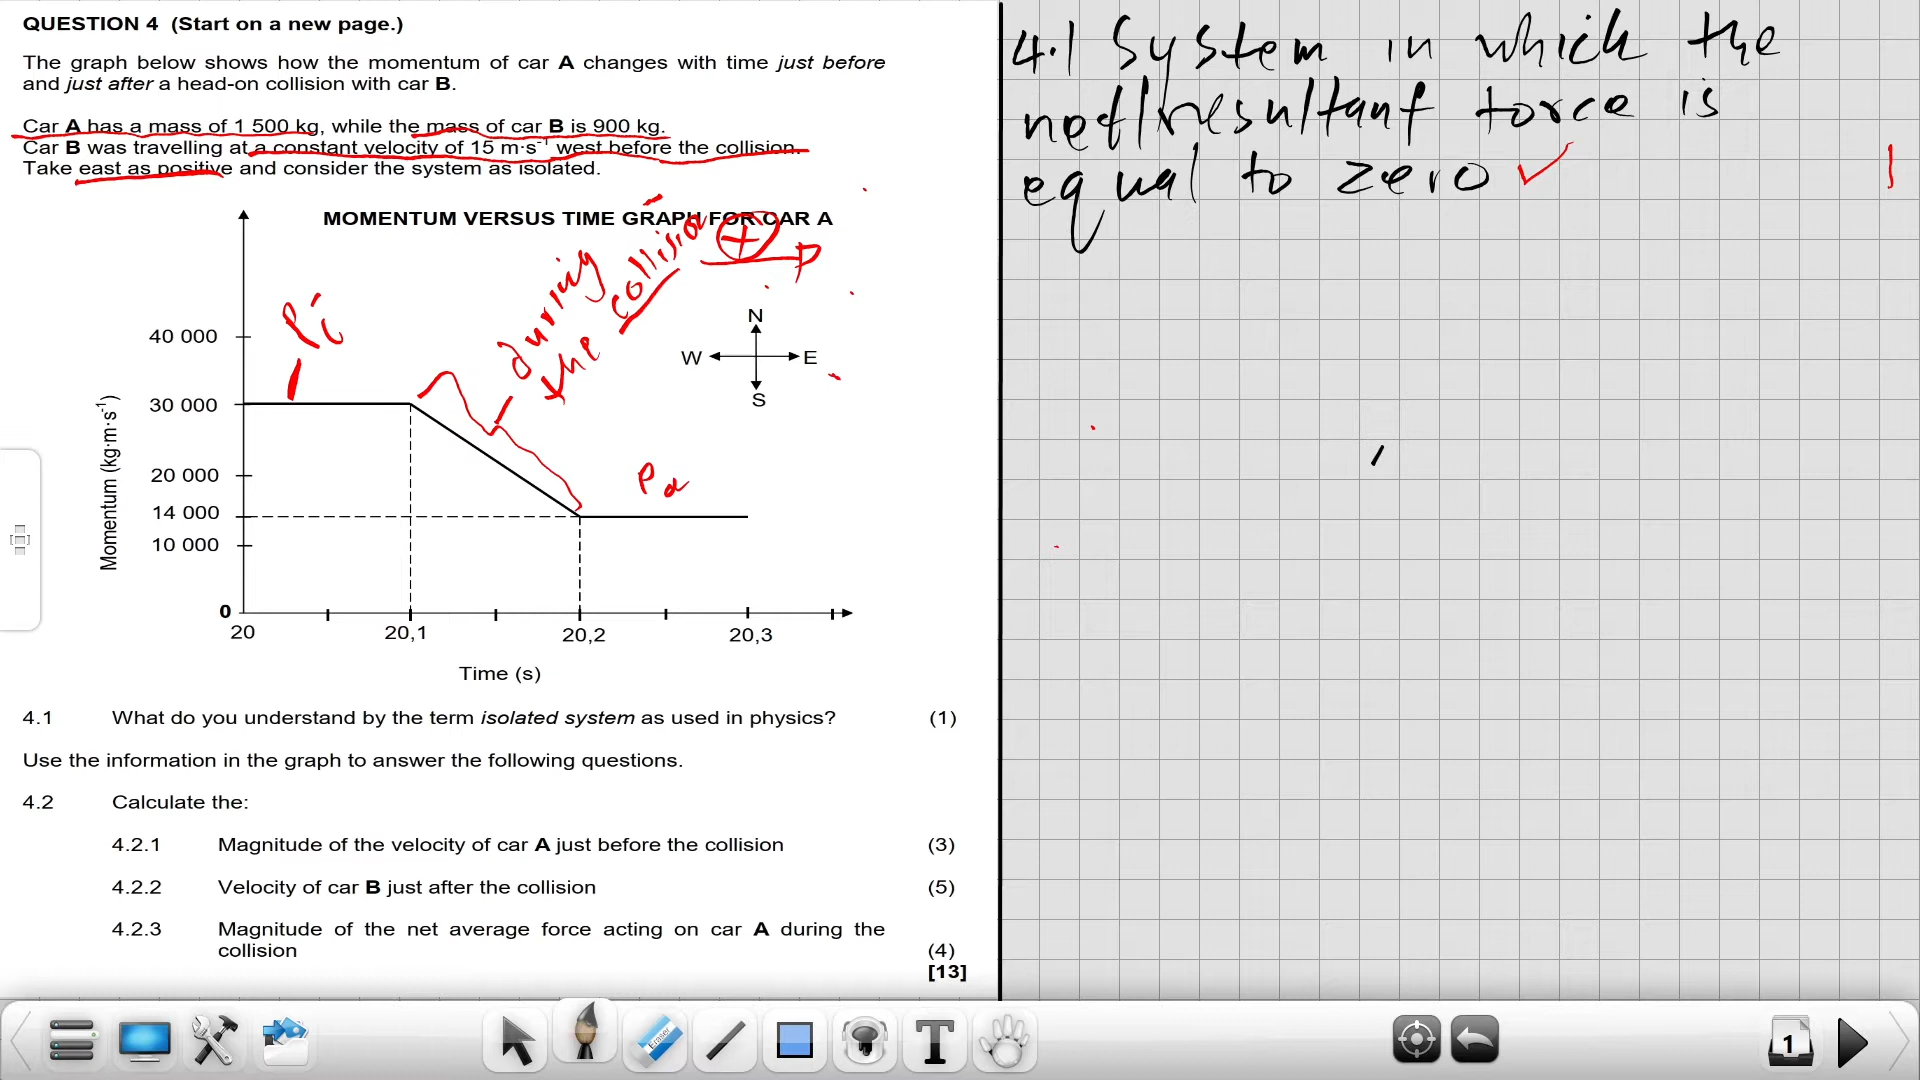 QUESTION 4 (Start on a new page.)
The graph below shows how the momentum of car A changes with time just before
and just after a head-on collision with car B.
Car A has a mass of 1 500 kg, while the mass of car B is 900 kg.
Car B was travelling at a constant velocity of 15 m·s⁻¹ west before the collision.
Take east as positive and consider the system as isolated.
MOMENTUM VERSUS TIME GRAPH FOR CAR A
during
the collision
+
Pi
N
W E
S
40 000
30 000
20 000
14 000
10 000
0
Momentum (kg·m·s⁻¹)
20 20,1 20,2 20,3
Time (s)
4.1 What do you understand by the term isolated system as used in physics? (1)
Use the information in the graph to answer the following questions.
4.2 Calculate the:
4.2.1 Magnitude of the velocity of car A just before the collision (3)
4.2.2 Velocity of car B just after the collision (5)
4.2.3 Magnitude of the net average force acting on car A during the
collision (4)
[13]
4.1 System in which the
net/resultant force is
equal to zero ✓
1